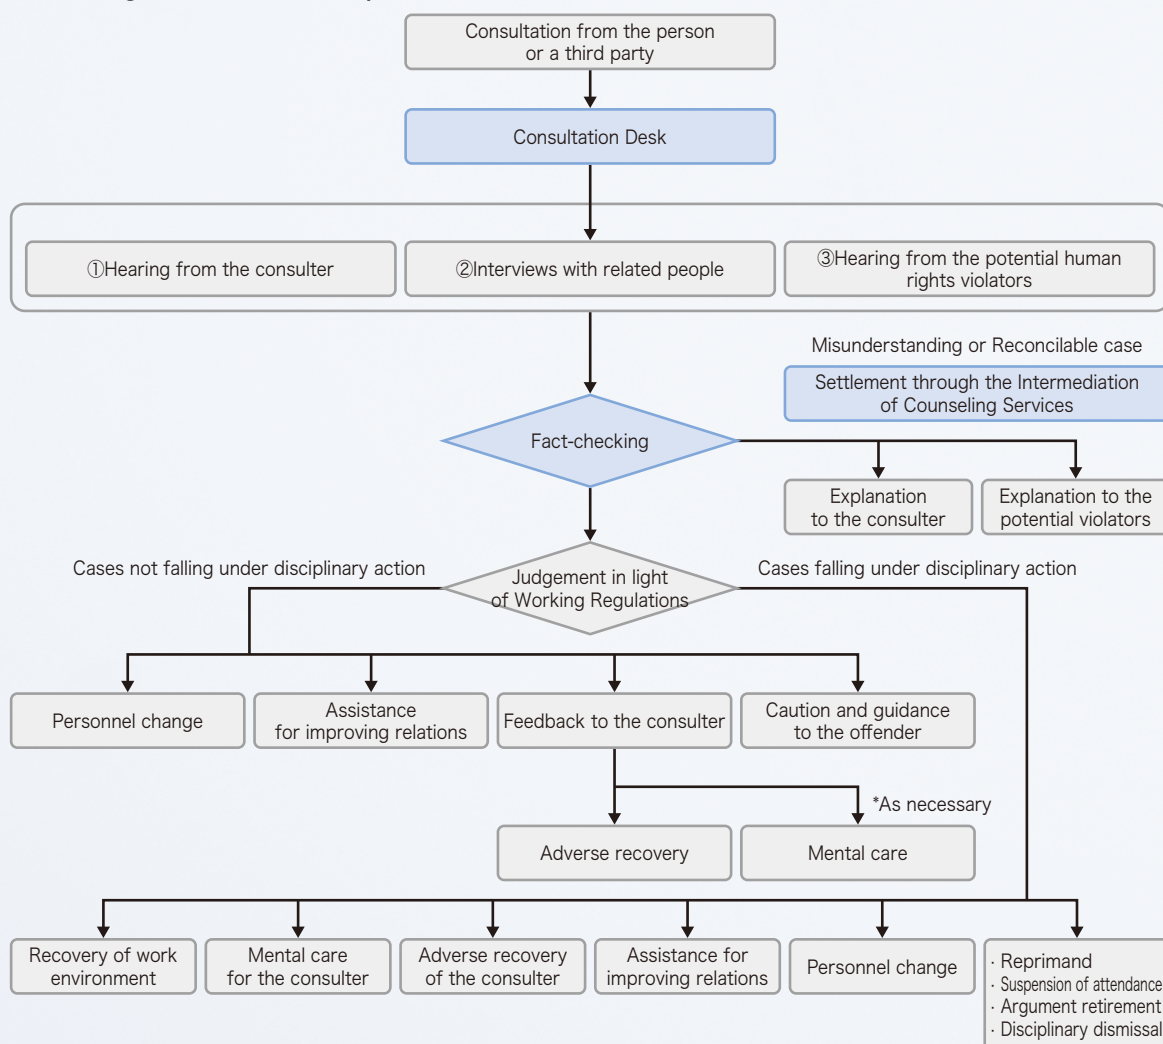 Consultation from the person
or a third party
Consultation Desk
①Hearing from the consulter
②Interviews with related people
③Hearing from the potential human
rights violators
Misunderstanding or Reconcilable case
Settlement through the Intermediation
of Counseling Services
Fact-checking
Explanation
to the consulter
Explanation to the
potential violators
Cases not falling under disciplinary action
Judgement in light
of Working Regulations
Cases falling under disciplinary action
Personnel change
Assistance
for improving relations
Feedback to the consulter
Caution and guidance
to the offender
*As necessary
Adverse recovery
Mental care
Recovery of work
environment
Mental care
for the consulter
Adverse recovery
of the consulter
Assistance for
improving relations
Personnel change
· Reprimand
· Suspension of attendance
· Argument retirement
· Disciplinary dismissal